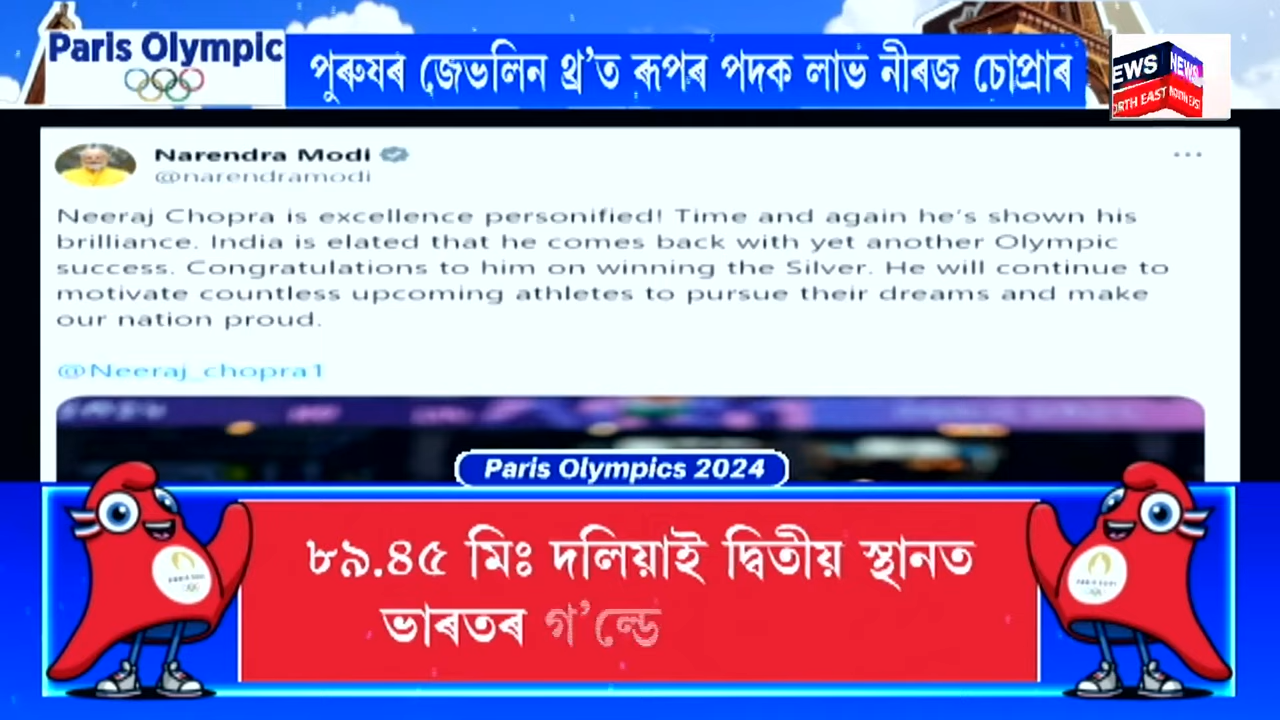 Paris Olympic
পুৰুষৰ জেভলিন থ্ৰ'ত ৰূপৰ পদক লাভ নীৰজ চোপ্ৰাৰ
EWS NEWS
ORTH EAST NORTH EAST
Narendra Modi
@narendramodi
Neeraj Chopra is excellence personified! Time and again he's shown his
brilliance. India is elated that he comes back with yet another Olympic
success. Congratulations to him on winning the Silver. He will continue to
motivate countless upcoming athletes to pursue their dreams and make
our nation proud.
@Neeraj_chopra1
Paris Olympics 2024
৮৯.৪৫ মিঃ দলিয়াই দ্বিতীয় স্থানত
ভাৰতৰ গ'ল্ডে